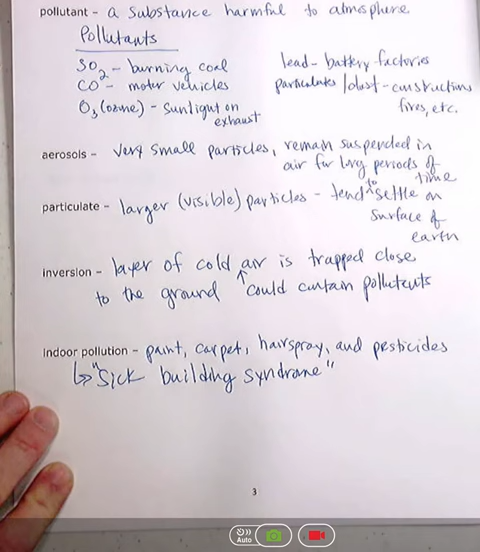 pollutant - a substance harmful to atmosphere
Pollutants
SO2 - burning coal
CO - motor vehicles
O3 (ozone) - sunlight on
exhaust
lead - battery factories
particulates / dust - constructions
fires, etc.
aerosols - very small particles, remain suspended in
air for long periods of
time
particulate - larger (visible) particles - tend to settle on
surface of
earth
inversion - layer of cold air is trapped close
to the ground ↑ could contain pollutents
indoor pollution - paint, carpet, hairspray, and pesticides
↳ "Sick building syndrome"
3
Auto